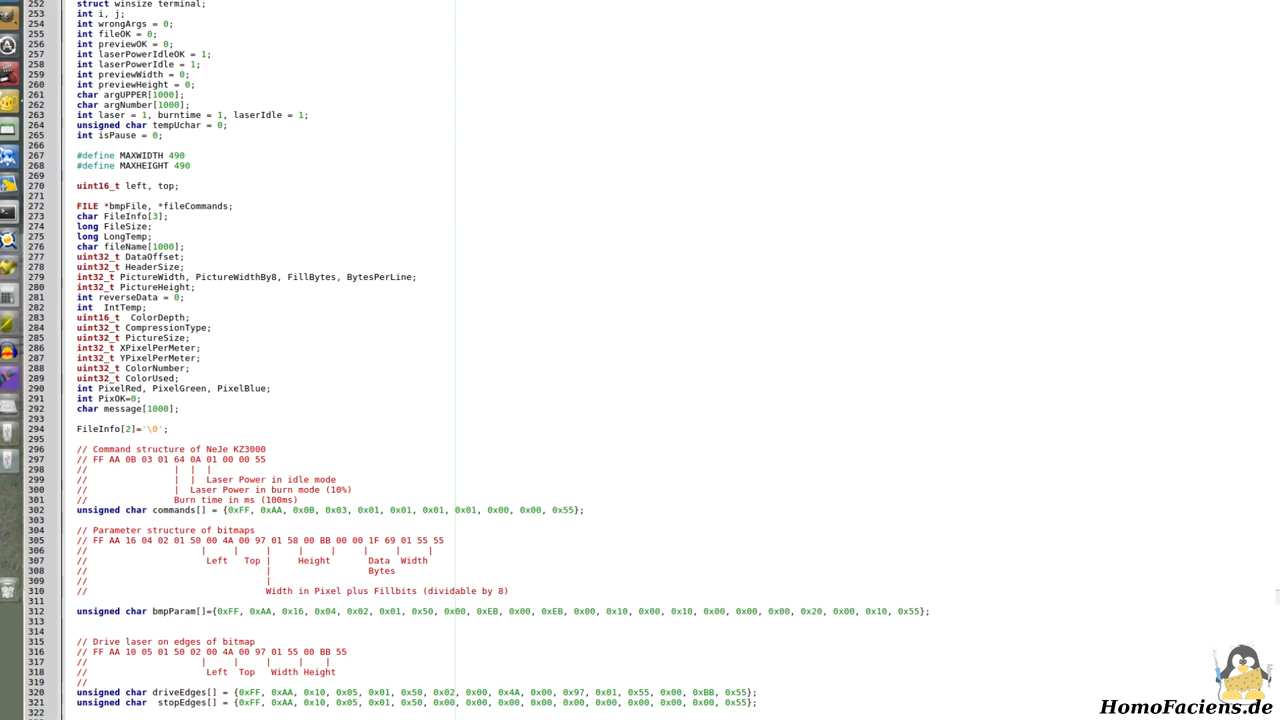 252 struct winsize terminal;
253 int i, j;
254 int wrongArgs = 0;
255 int fileOK = 0;
256 int previewOK = 0;
257 int laserPowerIdleOK = 1;
258 int laserPowerIdle = 1;
259 int previewWidth = 0;
260 int previewHeight = 0;
261 char argUPPER[1000];
262 char argNumber[1000];
263 int laser = 1, burntime = 1, laserIdle = 1;
264 unsigned char tempUchar = 0;
265 int isPause = 0;
266
267 #define MAXWIDTH 490
268 #define MAXHEIGHT 490
269
270 uint16_t left, top;
271
272 FILE *bmpFile, *fileCommands;
273 char FileInfo[3];
274 long FileSize;
275 long LongTemp;
276 char fileName[1000];
277 uint32_t DataOffset;
278 uint32_t HeaderSize;
279 int32_t PictureWidth, PictureWidthBy8, FillBytes, BytesPerLine;
280 int32_t PictureHeight;
281 int reverseData = 0;
282 int  IntTemp;
283 uint16_t  ColorDepth;
284 uint32_t CompressionType;
285 uint32_t PictureSize;
286 int32_t XPixelPerMeter;
287 int32_t YPixelPerMeter;
288 uint32_t ColorNumber;
289 uint32_t ColorUsed;
290 int PixelRed, PixelGreen, PixelBlue;
291 int PixOK=0;
292 char message[1000];
293
294 FileInfo[2]='\0';
295
296 // Command structure of NeJe KZ3000
297 // FF AA 0B 03 01 64 0A 01 00 00 55
298 //                |  |  |
299 //                |  |  Laser Power in idle mode
300 //                |  Laser Power in burn mode (10%)
301 //                Burn time in ms (100ms)
302 unsigned char commands[] = {0xFF, 0xAA, 0x0B, 0x03, 0x01, 0x01, 0x01, 0x01, 0x00, 0x00, 0x55};
303
304 // Parameter structure of bitmaps
305 // FF AA 16 04 02 01 50 00 4A 00 97 01 58 00 BB 00 00 1F 69 01 55 55
306 //                     |     |     |     |     |     |     |     |
307 //                      Left   Top |     Height       Data  Width
308 //                                 |                  Bytes
309 //                                 |
310 //                                 Width in Pixel plus Fillbits (dividable by 8)
311
312 unsigned char bmpParam[]={0xFF, 0xAA, 0x16, 0x04, 0x02, 0x01, 0x50, 0x00, 0xEB, 0x00, 0xEB, 0x00, 0x10, 0x00, 0x10, 0x00, 0x00, 0x00, 0x20, 0x00, 0x10, 0x55};
313
314
315 // Drive laser on edges of bitmap
316 // FF AA 10 05 01 50 02 00 4A 00 97 01 55 00 BB 55
317 //                     |     |     |     |    |
318 //                      Left  Top   Width Height
319 //
320 unsigned char driveEdges[] = {0xFF, 0xAA, 0x10, 0x05, 0x01, 0x50, 0x02, 0x00, 0x4A, 0x00, 0x97, 0x01, 0x55, 0x00, 0xBB, 0x55};
321 unsigned char  stopEdges[] = {0xFF, 0xAA, 0x10, 0x05, 0x01, 0x50, 0x00, 0x00, 0x00, 0x00, 0x00, 0x00, 0x00, 0x00, 0x00, 0x55};
322
HomoFaciens.de